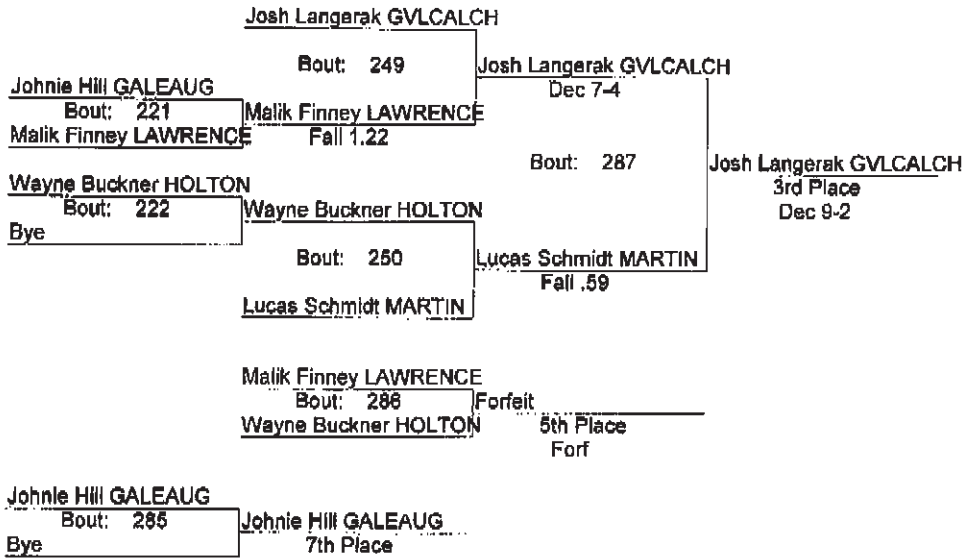 Josh Langerak GVLCALCH
Bout: 249
Josh Langerak GVLCALCH
Dec 7-4
Johnie Hill GALEAUG
Bout: 221
Malik Finney LAWRENCE
Malik Finney LAWRENCE
Fall 1.22
Bout: 287
Josh Langerak GVLCALCH
3rd Place
Dec 9-2
Wayne Buckner HOLTON
Bout: 222
Bye
Wayne Buckner HOLTON
Bout: 250
Lucas Schmidt MARTIN
Fall .59
Lucas Schmidt MARTIN
Malik Finney LAWRENCE
Bout: 286
Wayne Buckner HOLTON
Forfeit
5th Place
Forf
Johnie Hill GALEAUG
Bout: 285
Bye
Johnie Hill GALEAUG
7th Place